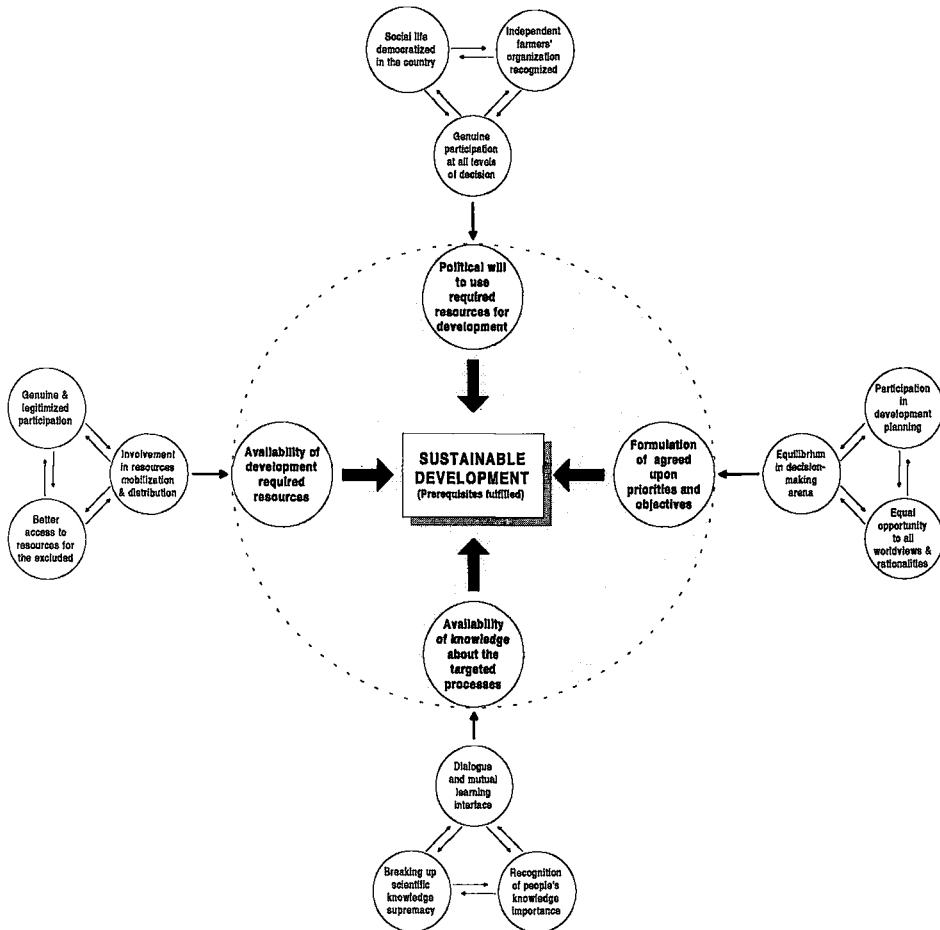 Social life
democratized
in the country
Independent
farmers'
organization
recognized
Genuine
participation
at all levels
of decision
Political will
to use
required
resources for
development
Genuine &
legitimized
participation
Involvement
in resources
mobilization
& distribution
Better
access to
resources for
the excluded
Availability of
development
required
resources
SUSTAINABLE
DEVELOPMENT
(Prerequisites fulfilled)
Formulation
of agreed
upon
priorities and
objectives
Equilibrium
in decision-
making
arena
Participation
in
development
planning
Equal
opportunity
to all
worldviews &
rationalities
Availability
of knowledge
about the
targeted
processes
Dialogue
and mutual
learning
interface
Breaking up
scientific
knowledge
supremacy
Recognition
of people's
knowledge
importance